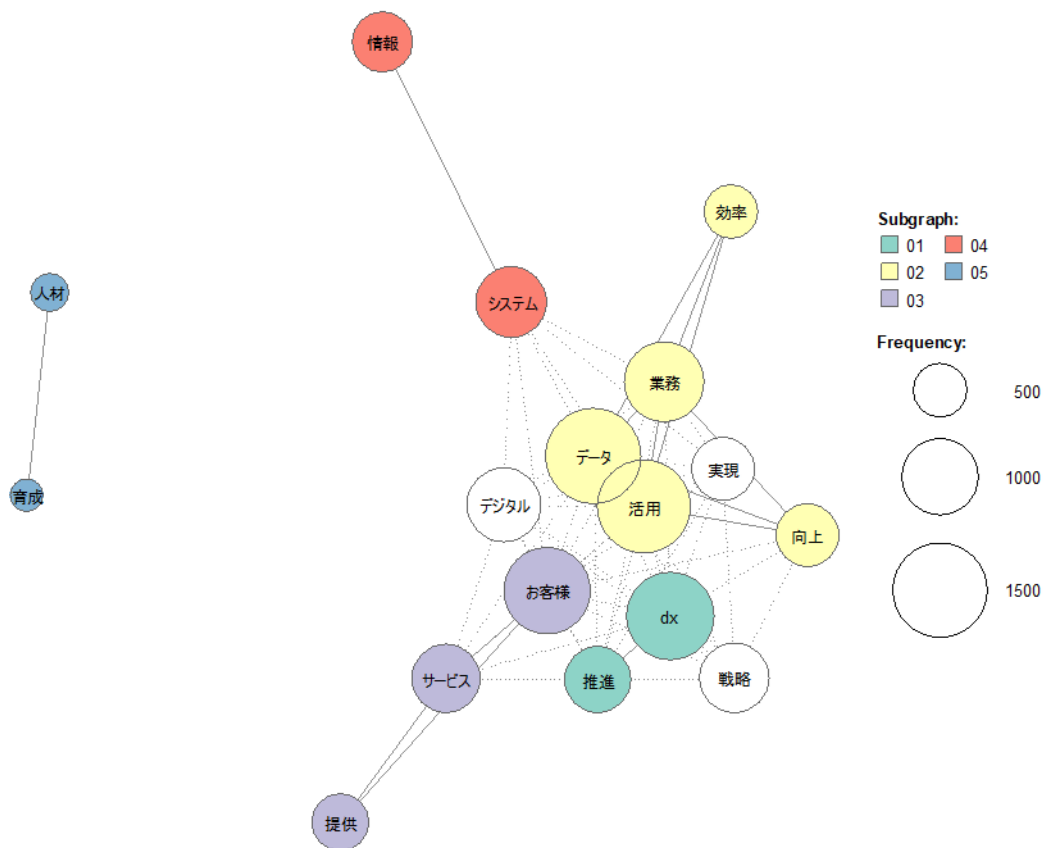 情報
効率
人材
システム
業務
データ
実現
育成
デジタル
活用
向上
お客様
dx
サービス
推進
戦略
提供
Subgraph:
01 04
02 05
03
Frequency:
500
1000
1500